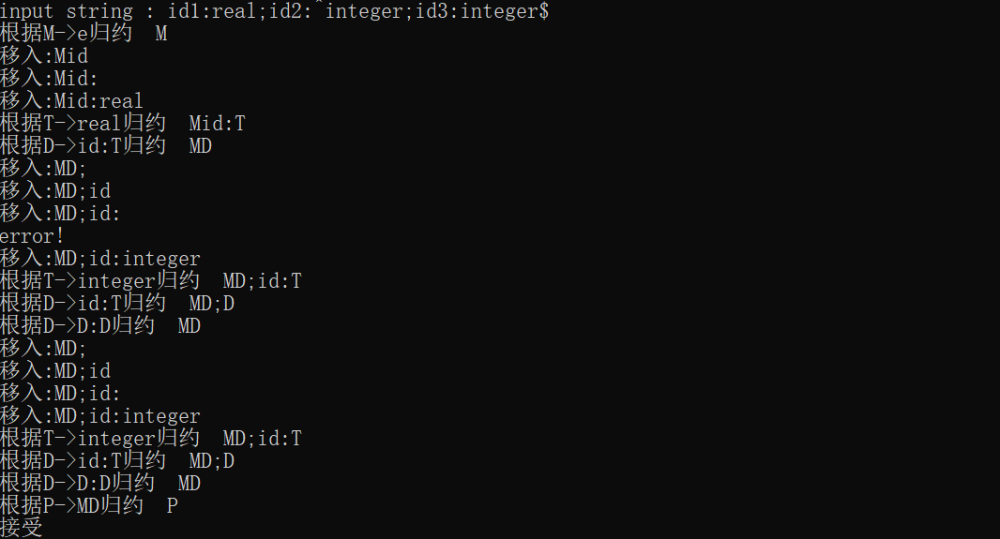 input string : id1:real;id2:^integer;id3:integer$
根据M->e归约  M
移入:Mid
移入:Mid:
移入:Mid:real
根据T->real归约  Mid:T
根据D->id:T归约  MD
移入:MD;
移入:MD;id
移入:MD;id:
error!
移入:MD;id:integer
根据T->integer归约  MD;id:T
根据D->id:T归约  MD;D
根据D->D:D归约  MD
移入:MD;
移入:MD;id
移入:MD;id:
移入:MD;id:integer
根据T->integer归约  MD;id:T
根据D->id:T归约  MD;D
根据D->D:D归约  MD
根据P->MD归约  P
接受